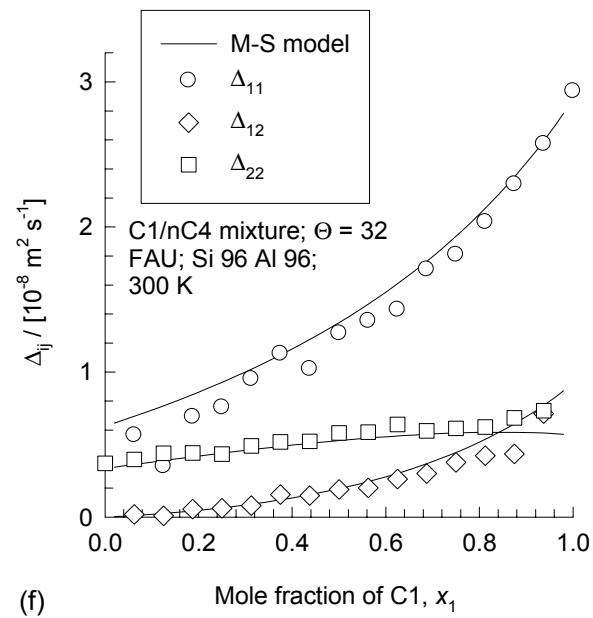 M-S model
Δ11
Δ12
Δ22
C1/nC4 mixture; Θ = 32
FAU; Si 96 Al 96;
300 K
Δij / [10-8 m2 s-1]
3
2
1
0
0.0 0.2 0.4 0.6 0.8 1.0
Mole fraction of C1, x1
(f)